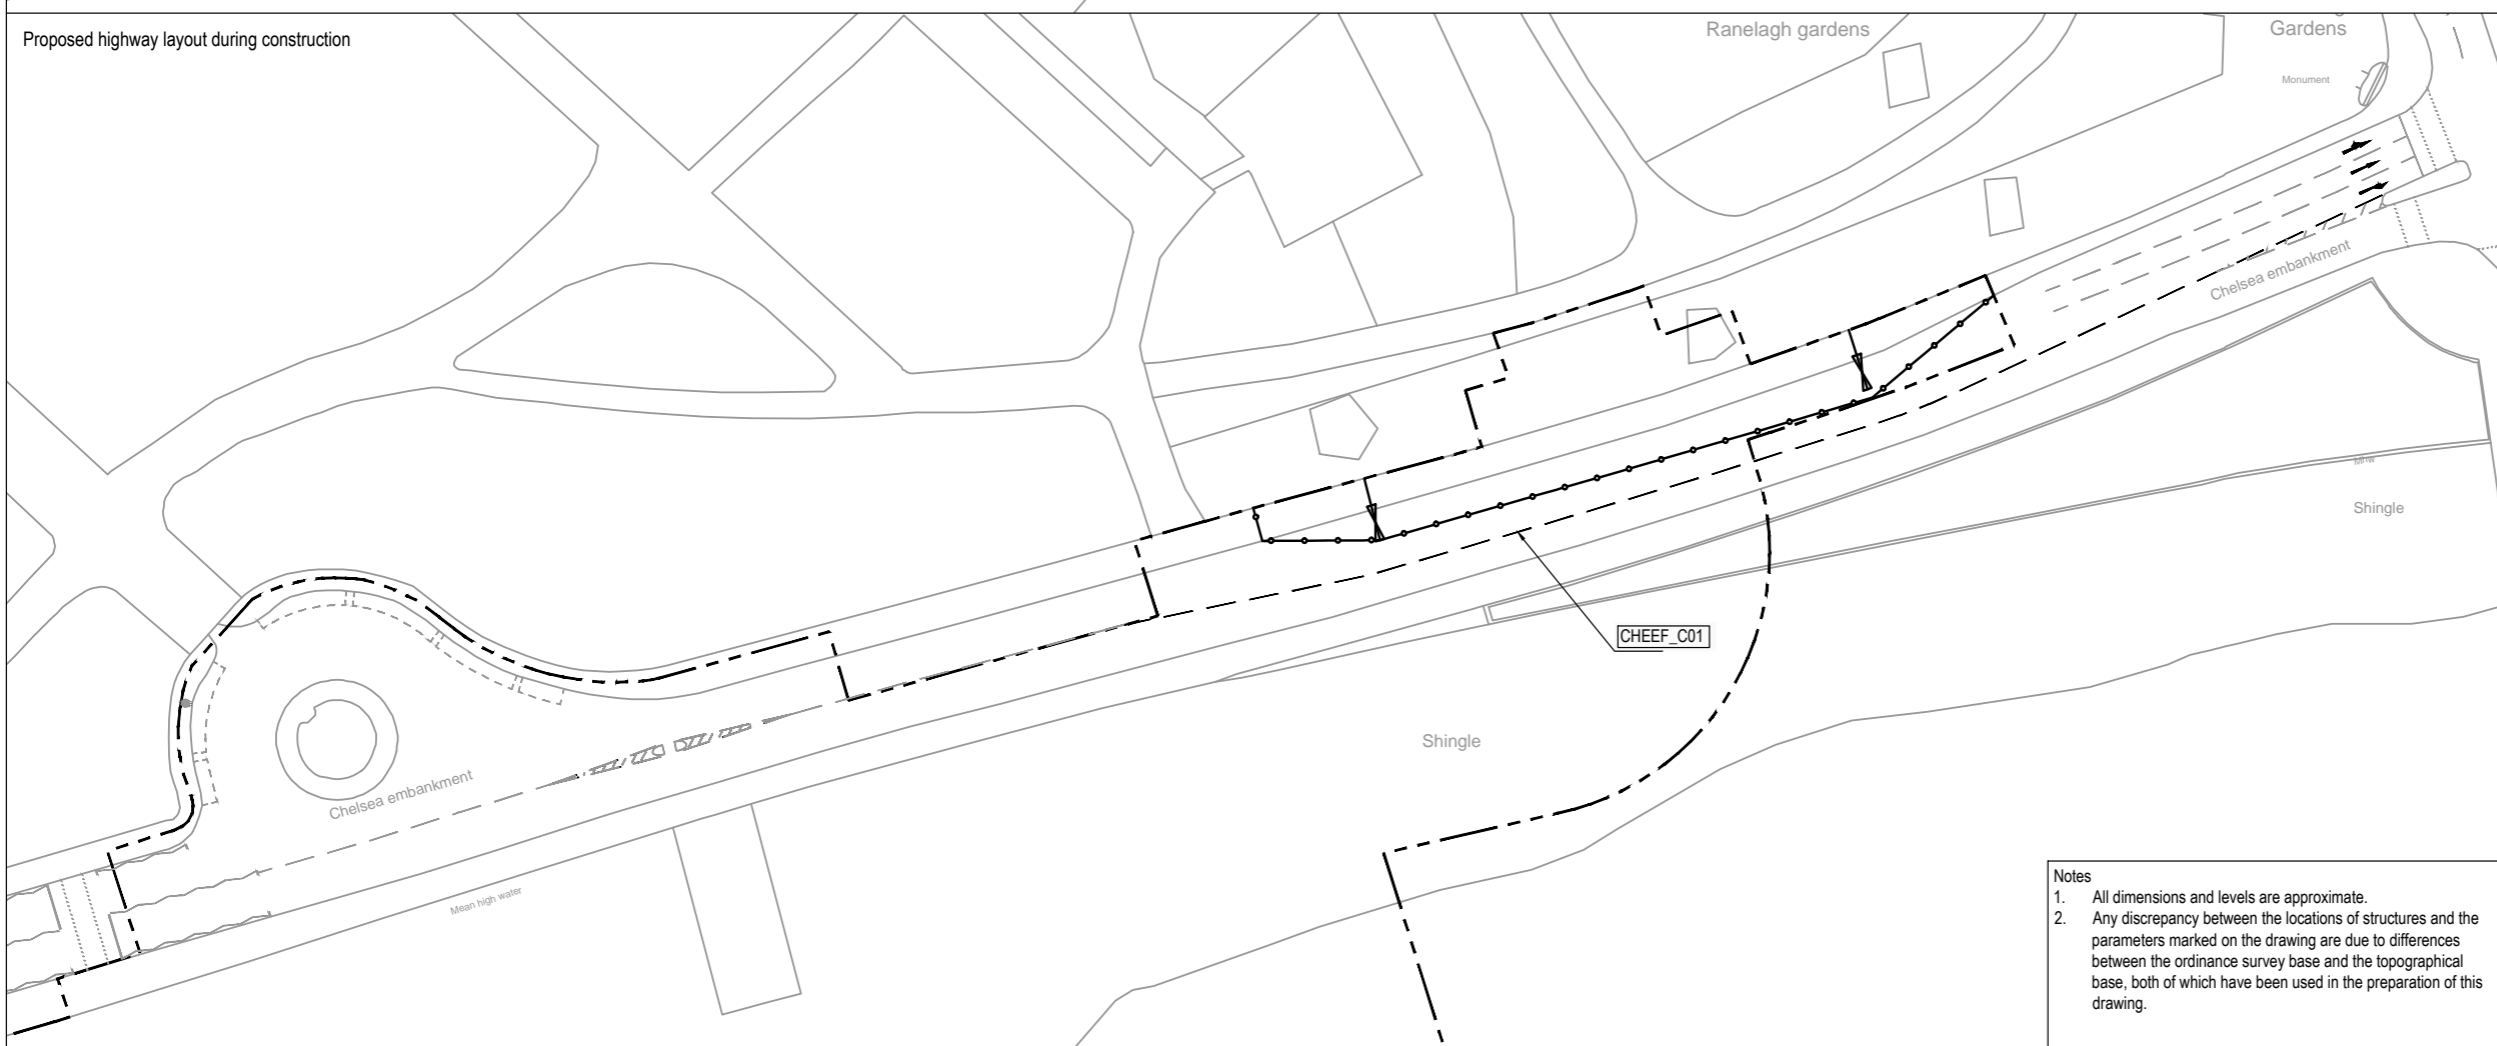 Proposed highway layout during construction
Ranelagh gardens
Gardens
Monument
Chelsea embankment
Mhw
Shingle
CHEEF_C01
Shingle
Chelsea embankment
Mean high water
Notes
1. All dimensions and levels are approximate.
2. Any discrepancy between the locations of structures and the
parameters marked on the drawing are due to differences
between the ordinance survey base and the topographical
base, both of which have been used in the preparation of this
drawing.